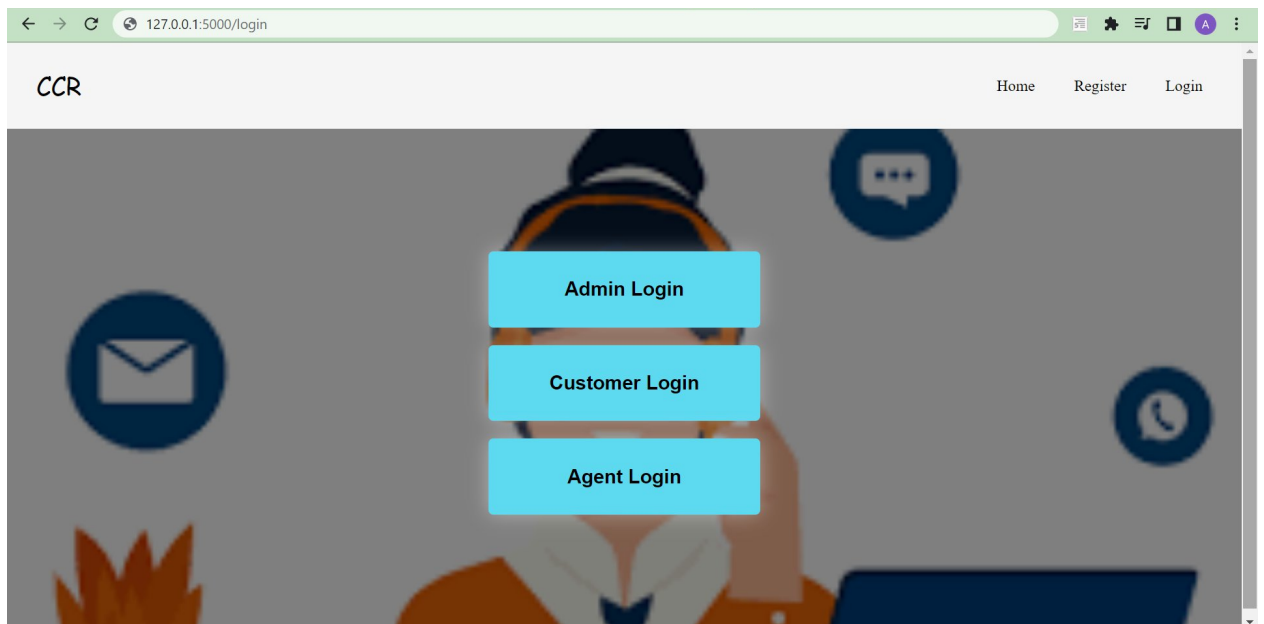 127.0.0.1:5000/login
A
CCR
Home Register Login
Admin Login
Customer Login
Agent Login